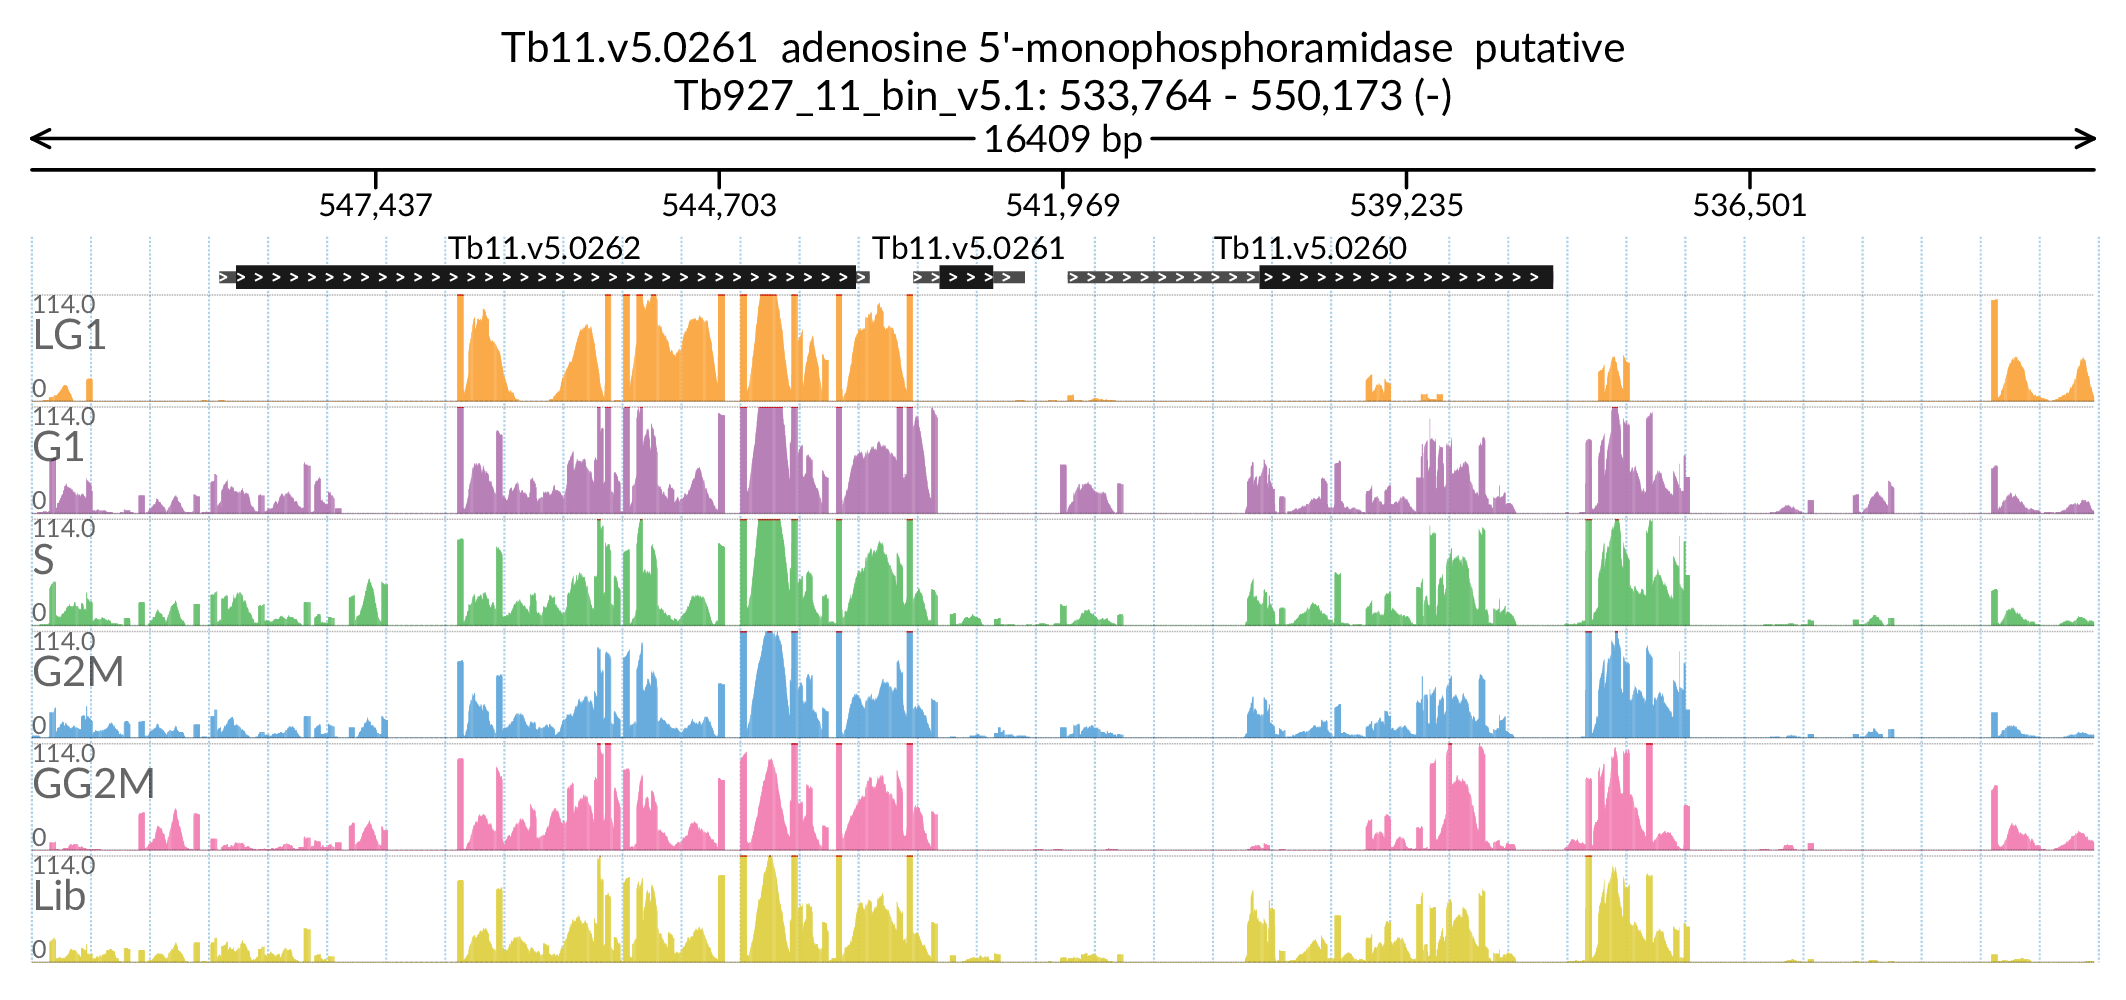 Tb11.v5.0261  adenosine 5'-monophosphoramidase  putative
Tb927_11_bin_v5.1: 533,764 - 550,173 (-)
16409 bp
547,437 544,703 541,969 539,235 536,501
Tb11.v5.0262 Tb11.v5.0261 Tb11.v5.0260
114.0
LG1
0
114.0
G1
0
114.0
S
0
114.0
G2M
0
114.0
GG2M
0
114.0
Lib
0